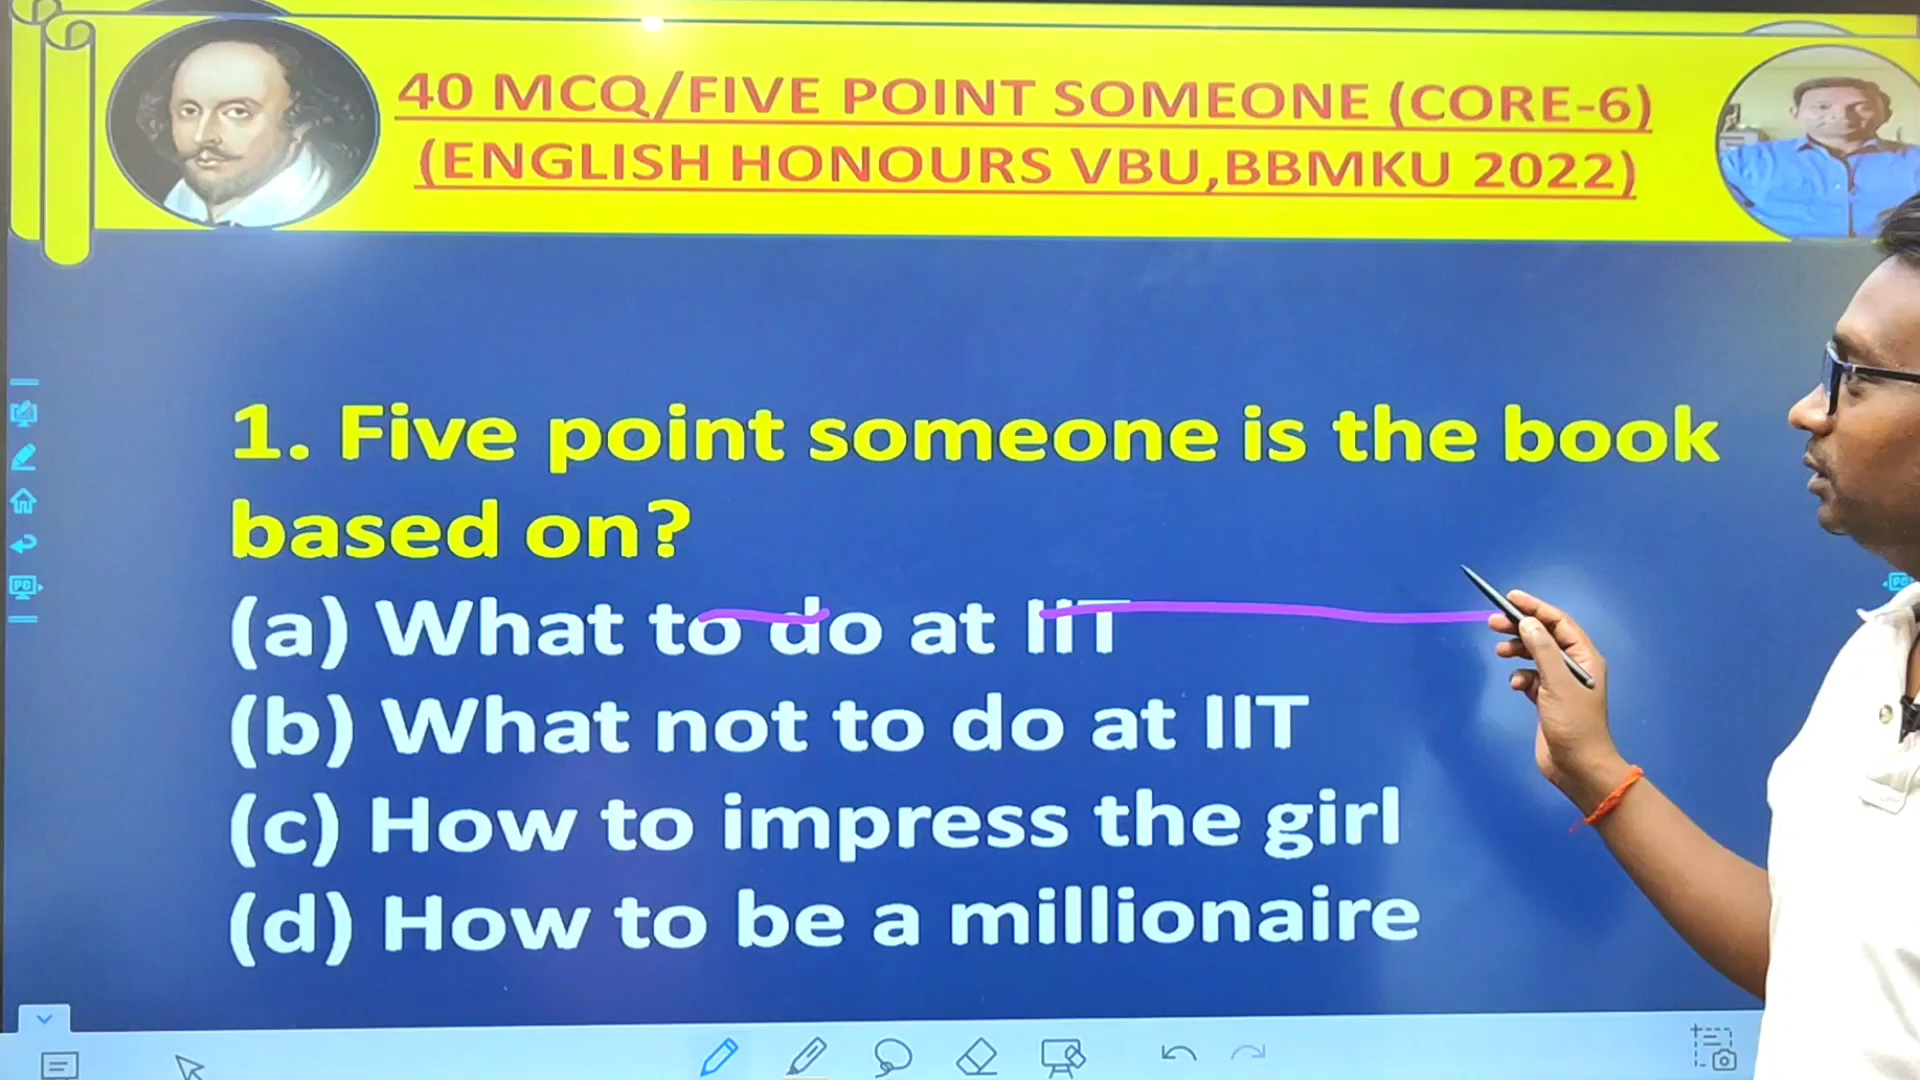 40 MCQ/FIVE POINT SOMEONE (CORE-6)
(ENGLISH HONOURS VBU,BBMKU 2022)
1. Five point someone is the book
based on?
(a) What to do at IIT
(b) What not to do at IIT
(c) How to impress the girl
(d) How to be a millionaire